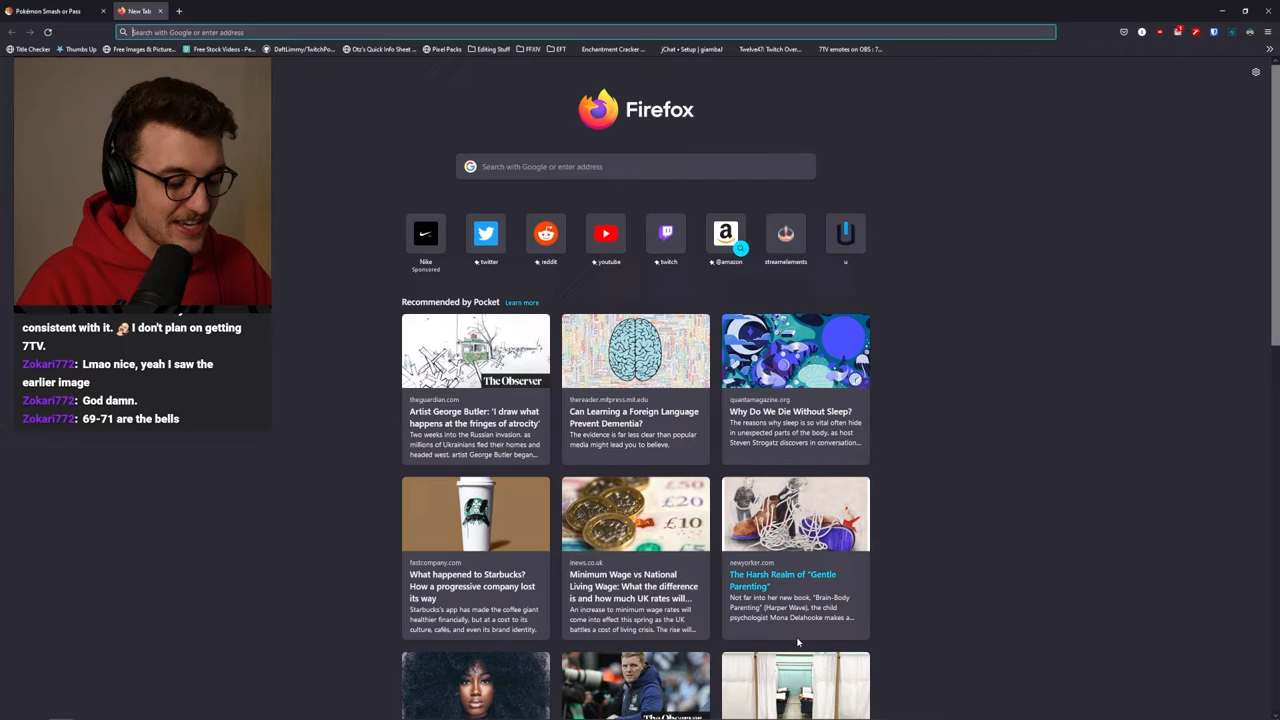 Pokémon Smash or Pass
New Tab
Search with Google or enter address
Title Checker
Thumbs Up
Free Images & Picture...
Free Stock Videos - Pe...
DaftLimmy/TwitchPo...
Otz's Quick Info Sheet ...
Pixel Packs
Editing Stuff
FFXIV
EFT
Enchantment Cracker ...
jChat • Setup | giambaJ
Twelve47: Twitch Over...
7TV emotes on OBS : 7...
consistent with it. I don't plan on getting
7TV.
Zokari772: Lmao nice, yeah I saw the
earlier image
Zokari772: God damn.
Zokari772: 69-71 are the bells
Firefox
Search with Google or enter address
Nike
Sponsored
twitter
reddit
youtube
twitch
@amazon
streamelements
u
Recommended by Pocket Learn more
The Observer
theguardian.com
Artist George Butler: 'I draw what
happens at the fringes of atrocity'
Two weeks into the Russian invasion, as
millions of Ukrainians fled their homes and
headed west, artist George Butler began...
thereader.mitpress.mit.edu
Can Learning a Foreign Language
Prevent Dementia?
The evidence is far less clear than popular
media might lead you to believe.
quantamagazine.org
Why Do We Die Without Sleep?
The reasons why sleep is so vital often hide
in unexpected parts of the body, as
host Steven Strogatz discovers in conversation...
fastcompany.com
What happened to Starbucks?
How a progressive company lost
its way
Starbuck's app has made the coffee giant
healthier financially, but at a cost to its
culture, cafés, and even its brand identity.
£50
£20
£10
inews.co.uk
Minimum Wage vs National
Living Wage: What the difference
is and how much UK rates will...
An increase to minimum wage rates will
come into effect this spring as the UK
battles a cost of living crisis. The rise will...
newyorker.com
The Harsh Realm of "Gentle
Parenting"
Not far into her new book, "Brain-Body
Parenting" (Harper Wave), the child
psychologist Mona Delahooke makes a...
The Observer